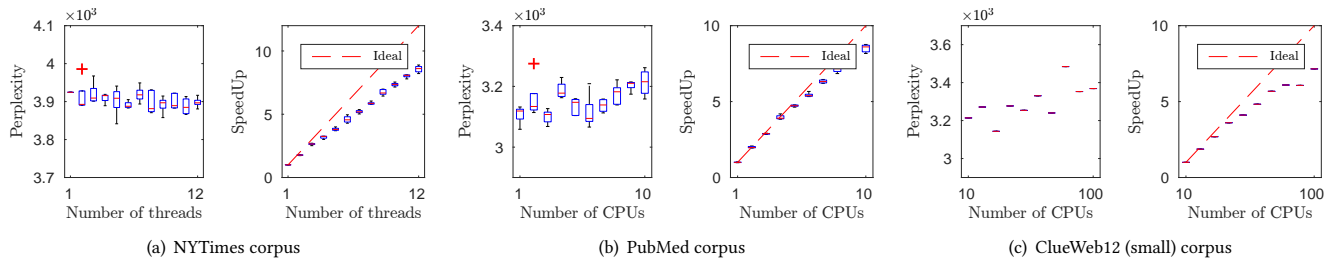 ×10³
4.1
4.0
3.9
3.8
3.7
Perplexity
1
12
Number of threads
10
5
0
SpeedUp
Ideal
1
12
Number of threads
(a) NYTimes corpus
×10³
3.4
3.2
3
Perplexity
1
10
Number of CPUs
10
5
0
SpeedUp
Ideal
1
10
Number of CPUs
(b) PubMed corpus
×10³
3.6
3.4
3.2
3
Perplexity
10
100
Number of CPUs
10
5
0
SpeedUp
Ideal
10
100
Number of CPUs
(c) ClueWeb12 (small) corpus